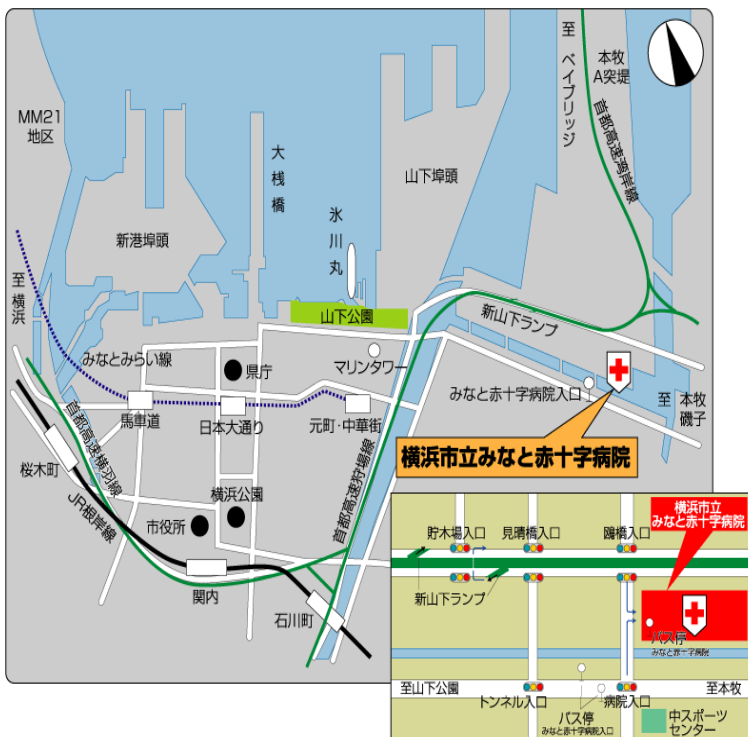 MM21
地区
大
桟
橋
新港埠頭
氷
川
丸
山下埠頭
至
ベ
イ
ブ
リ
ッ
ジ
本牧
A突堤
首都高速湾岸線
至
横
浜
山下公園
新山下ランプ
みなとみらい線
県庁
マリンタワー
みなと赤十字病院入口
至
本牧
磯子
馬車道
日本大通り
元町・中華街
首都高速横羽線
桜木町
JR根岸線
首都高速狩場線
横浜市立みなと赤十字病院
市役所
横浜公園
関内
石川町
横浜市立
みなと赤十字病院
貯木場入口
見晴橋入口
鷗橋入口
新山下ランプ
バス停
みなと赤十字病院
至山下公園
トンネル入口
病院入口
至本牧
バス停
みなと赤十字病院入口
中スポーツ
センター